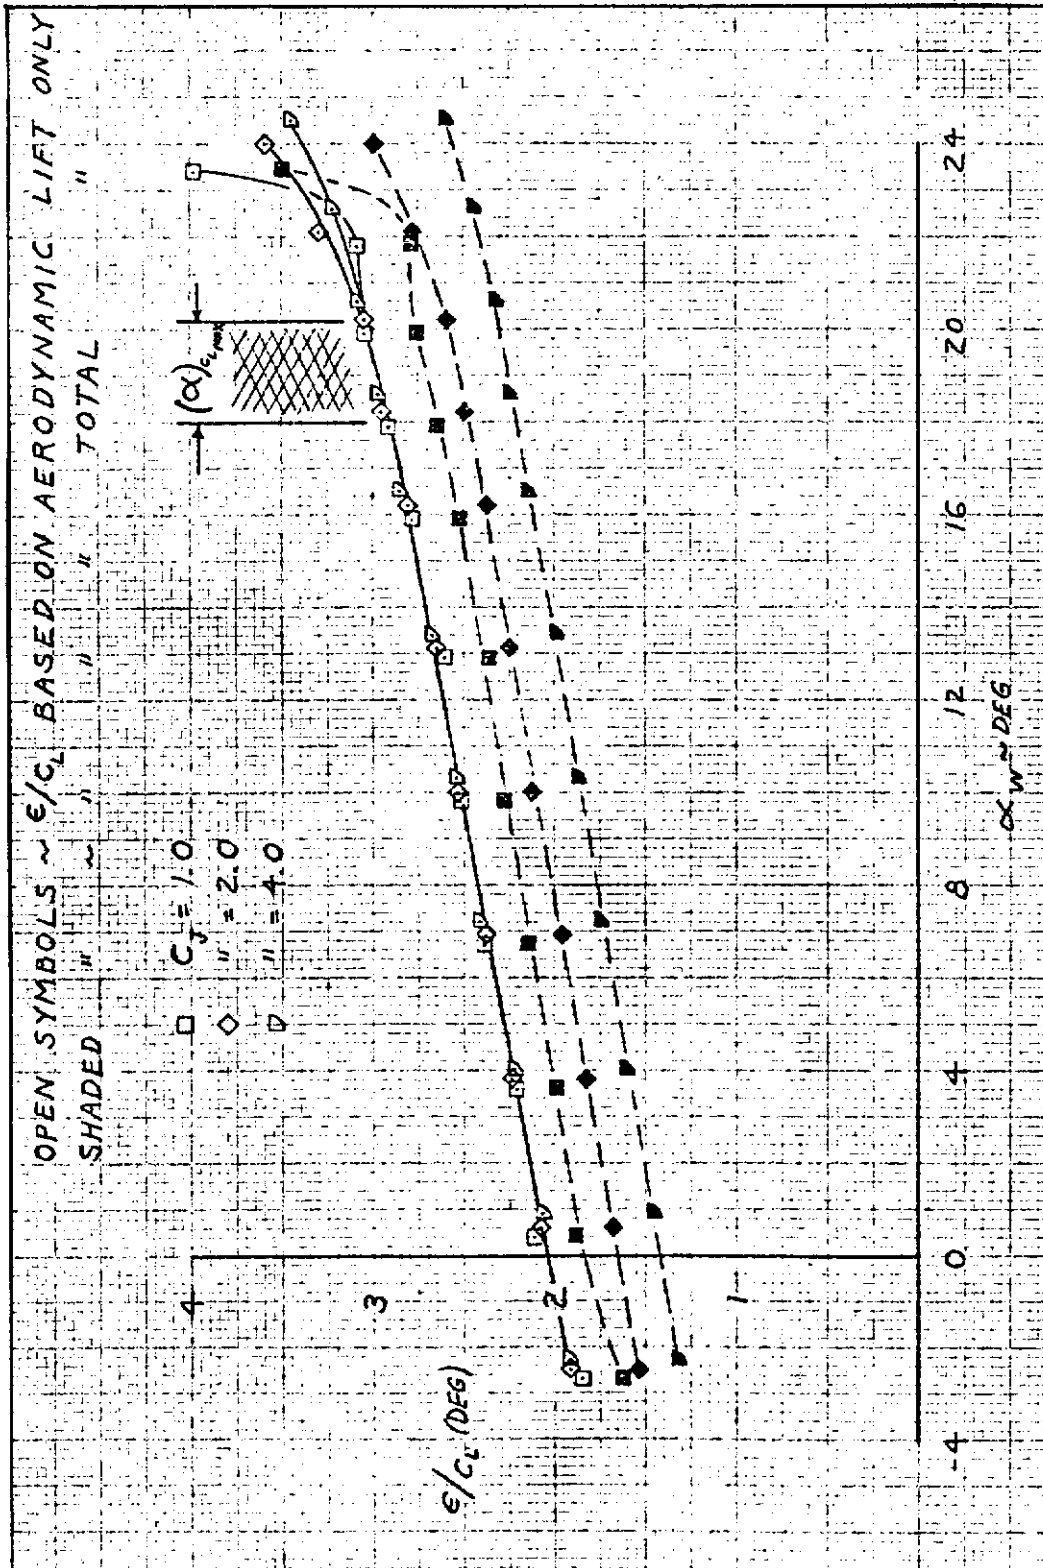 OPEN SYMBOLS ~ ε/C_L BASED ON AERODYNAMIC LIFT ONLY
SHADED " ~ " " " TOTAL "
□ C_J = 1.0
◇ " = 2.0
▽ " = 4.0
(α)C_L MAX
4
3
2
1
ε/C_L (DEG)
-4 0 4 8 12 16 20 24
α_W ~ DEG